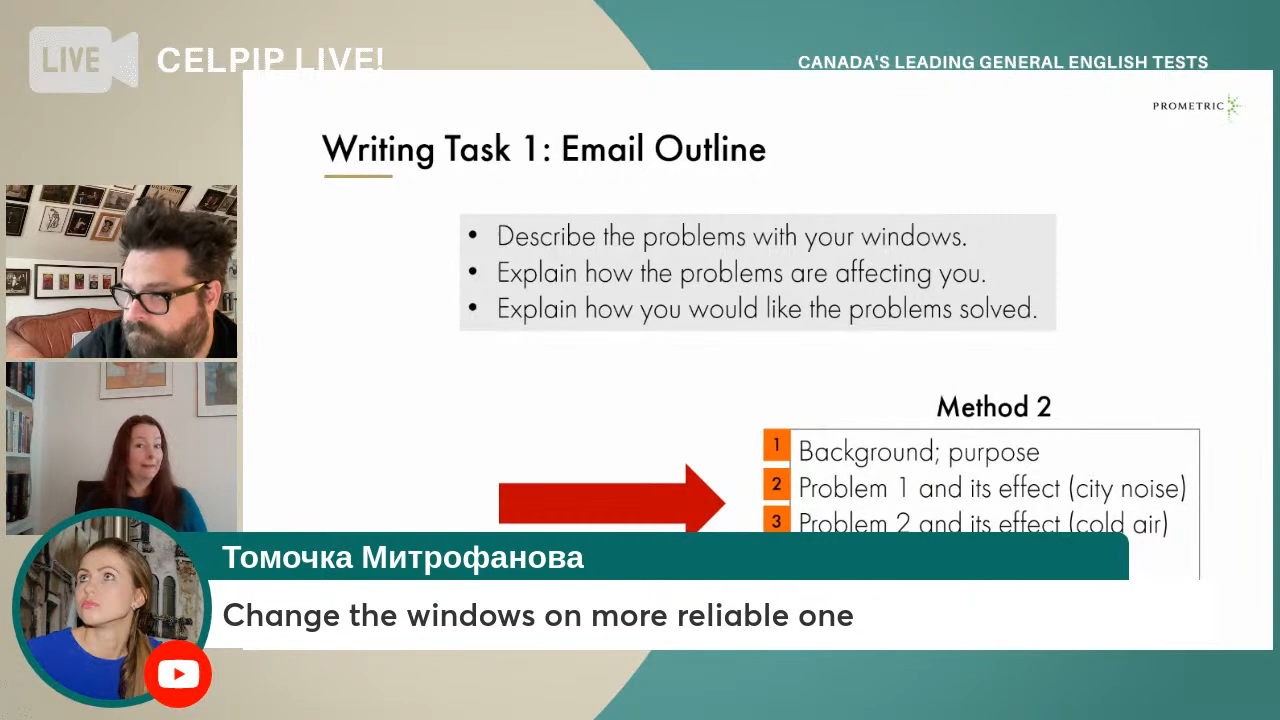 LIVE CELPIP LIVE!
CANADA'S LEADING GENERAL ENGLISH TESTS
PROMETRIC
Writing Task 1: Email Outline
• Describe the problems with your windows.
• Explain how the problems are affecting you.
• Explain how you would like the problems solved.
Method 2
1 Background; purpose
2 Problem 1 and its effect (city noise)
3 Problem 2 and its effect (cold air)
Томочка Митрофанова
Change the windows on more reliable one